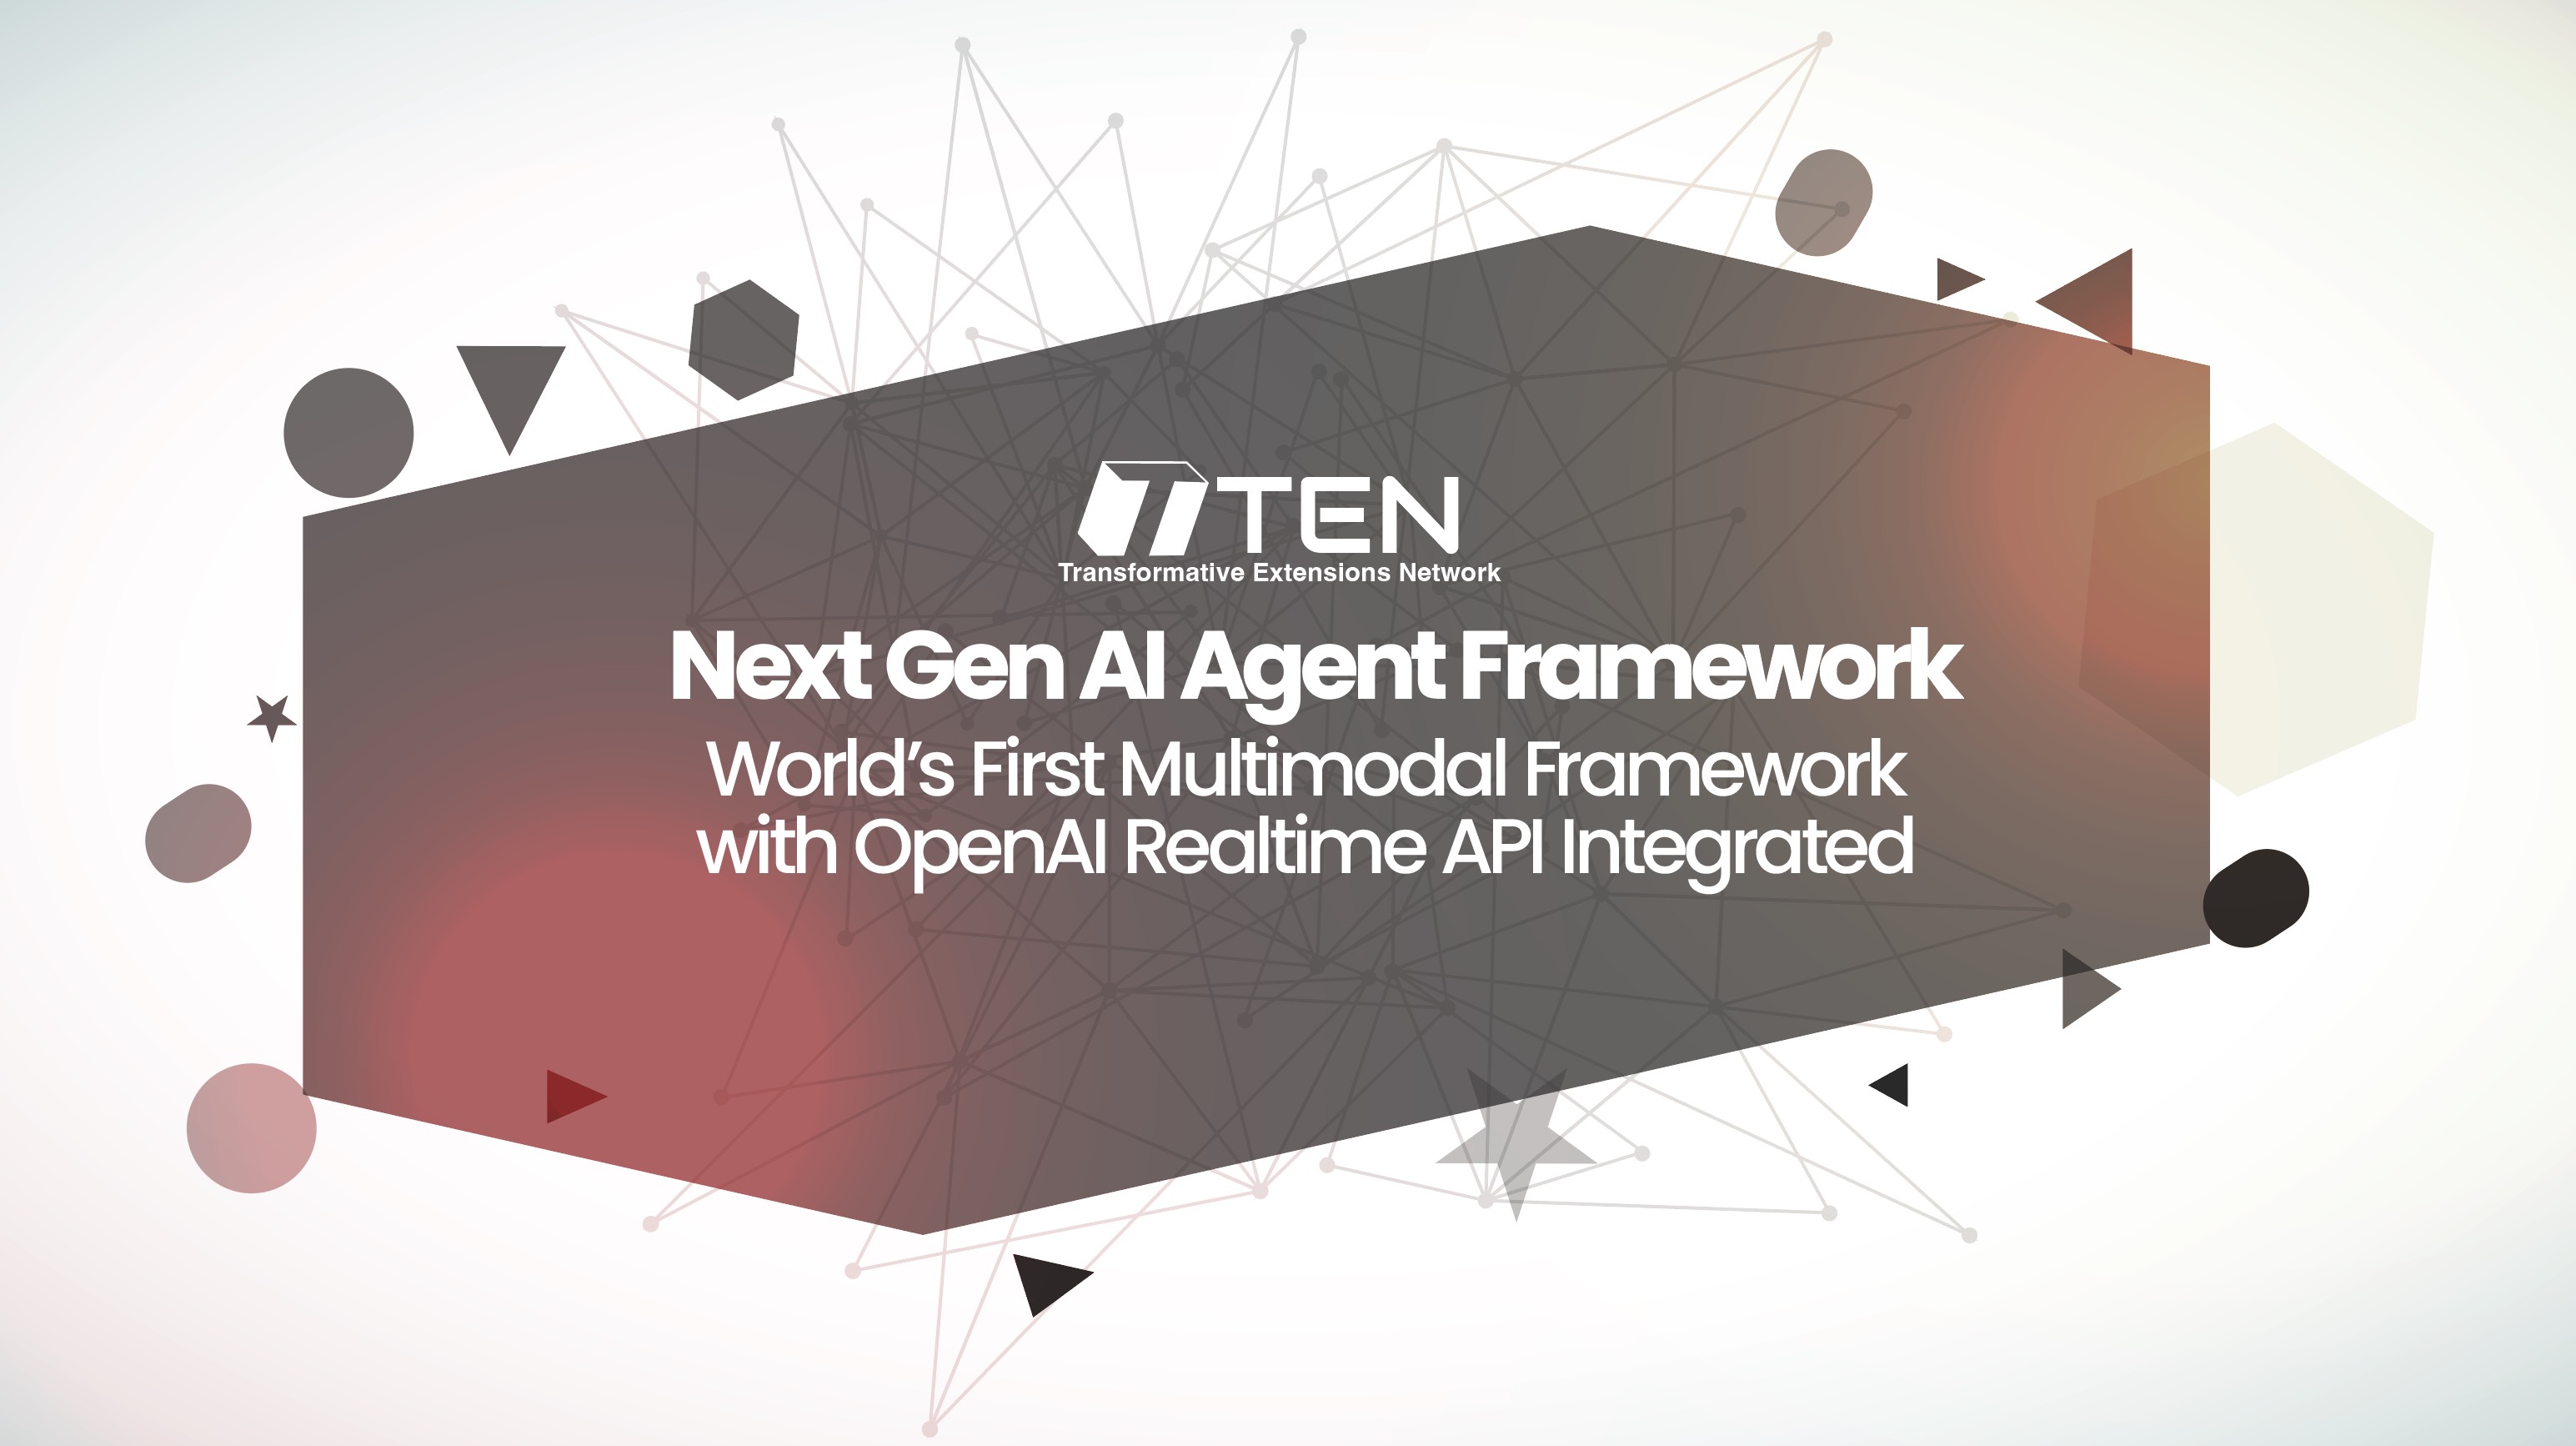 TEN
Transformative Extensions Network
Next Gen AI Agent Framework
World’s First Multimodal Framework
with OpenAI Realtime API Integrated